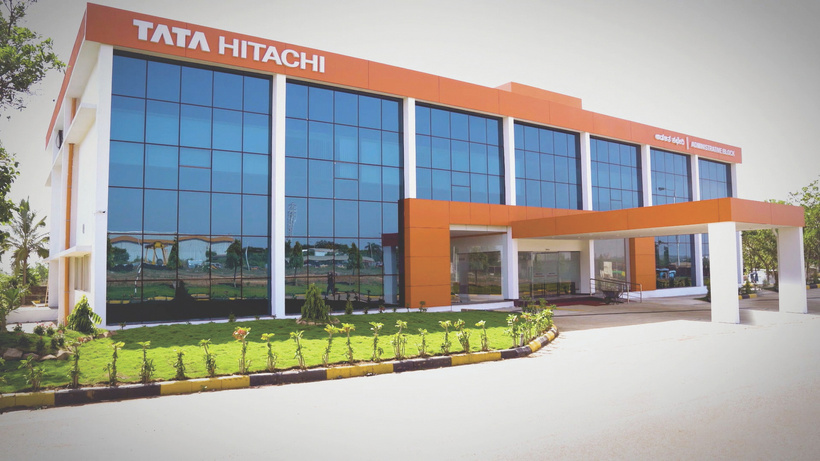 TATA HITACHI
ADMINISTRATIVE BLOCK